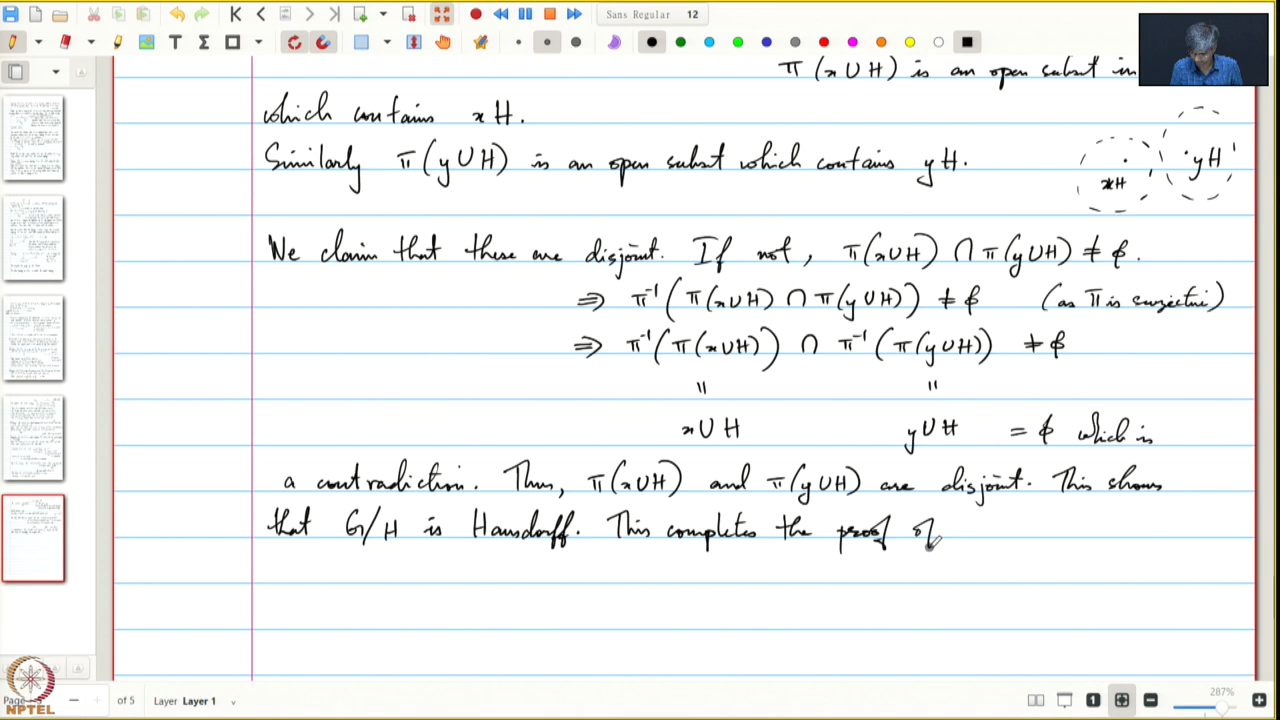 Sans Regular 12
π(xUH) is an open subset in
which contains xH.
Similarly π(yUH) is an open subset which contains yH.
xH
yH
We claim that these are disjoint. If not, π(xUH) ∩ π(yUH) ≠ φ.
⇒ π⁻¹(π(xUH) ∩ π(yUH)) ≠ φ (as π is surjective)
⇒ π⁻¹(π(xUH)) ∩ π⁻¹(π(yUH)) ≠ φ
= =
xUH yUH = φ which is
a contradiction. Thus, π(xUH) and π(yUH) are disjoint. This shows
that G/H is Hausdorff. This completes the proof of
of 5 Layer Layer 1
287%
NPTEL